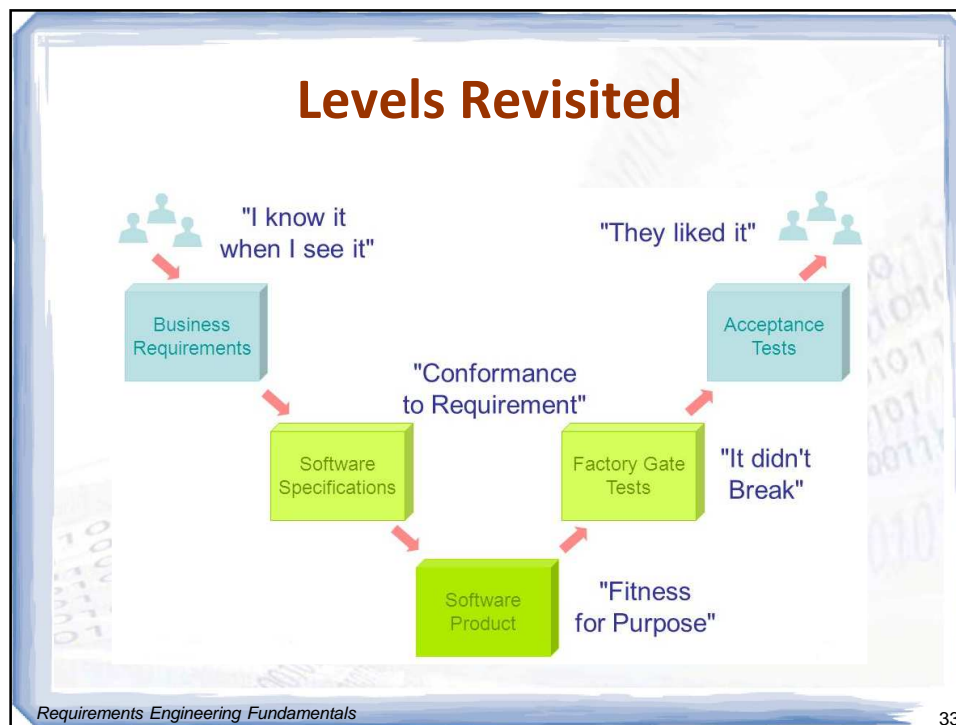 Levels Revisited
"I know it
when I see it"
"They liked it"
Business
Requirements
Acceptance
Tests
"Conformance
to Requirement"
Software
Specifications
Factory Gate
Tests
"It didn't
Break"
Software
Product
"Fitness
for Purpose"
Requirements Engineering Fundamentals
33